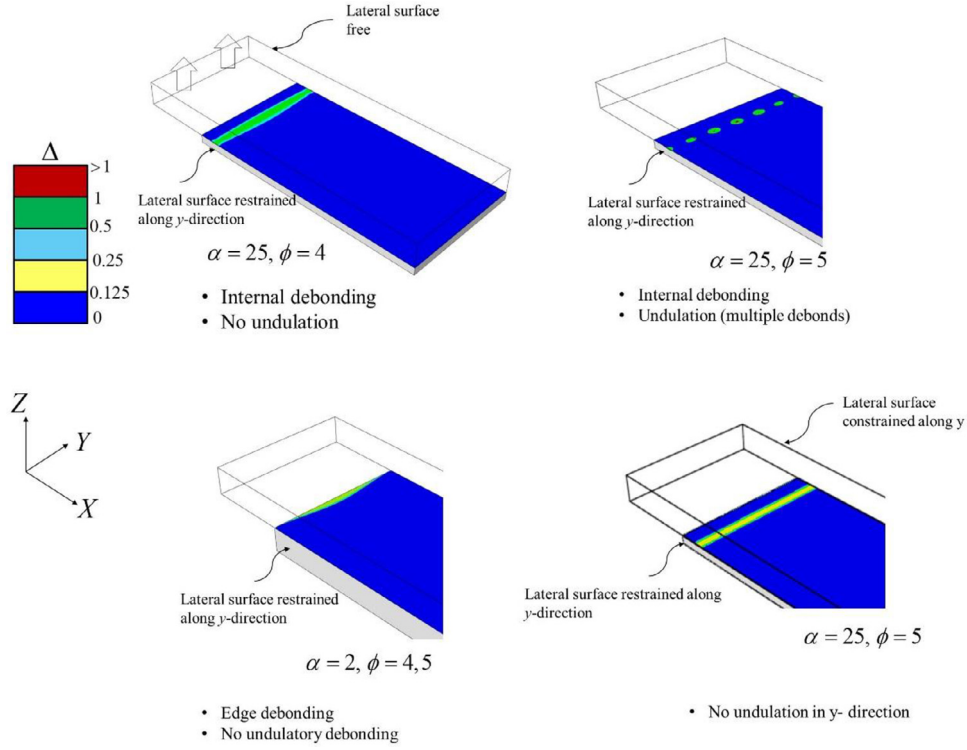 Lateral surface
free
Δ
>1
1
0.5
0.25
0.125
0
Lateral surface restrained
along y-direction
α = 25, ϕ = 4
• Internal debonding
• No undulation
Lateral surface restrained
along y-direction
α = 25, ϕ = 5
• Internal debonding
• Undulation (multiple debonds)
Z
Y
X
Lateral surface restrained
along y-direction
α = 2, ϕ = 4, 5
• Edge debonding
• No undulatory debonding
Lateral surface
constrained along y
Lateral surface restrained along
y-direction
α = 25, ϕ = 5
• No undulation in y- direction